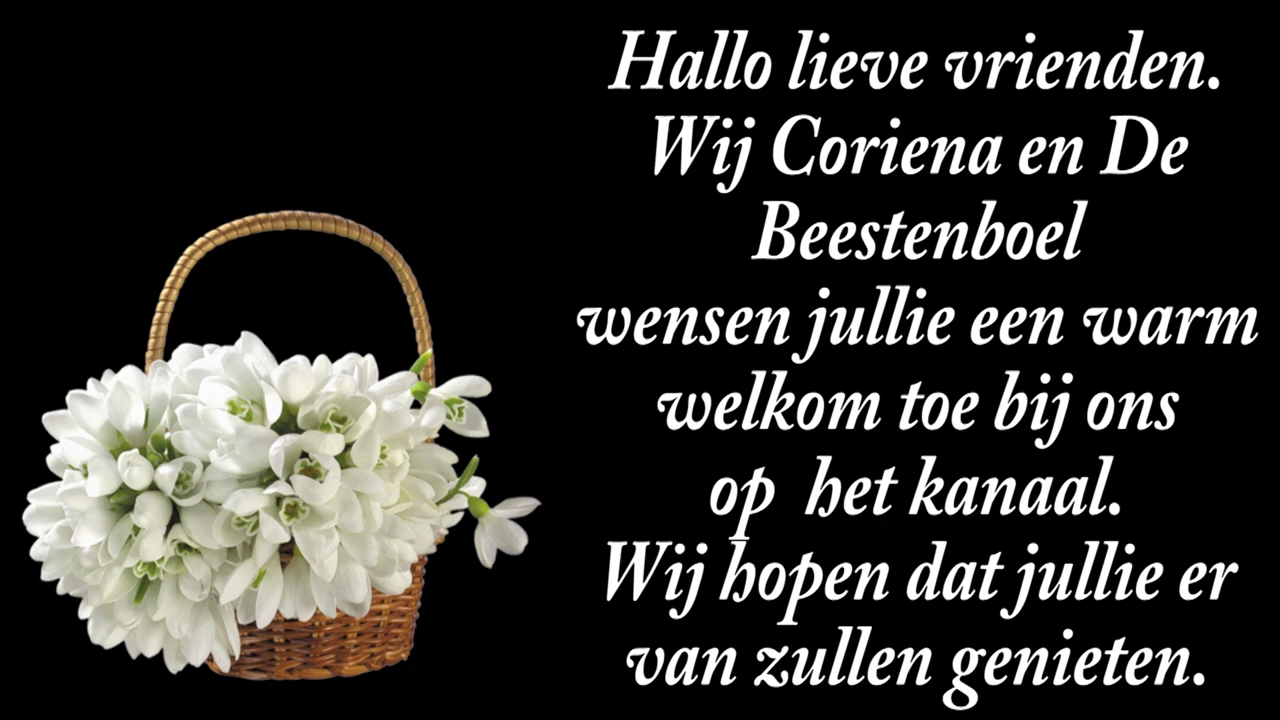 Hallo lieve vrienden.
Wij Coriena en De
Beestenboel
wensen jullie een warm
welkom toe bij ons
op  het kanaal.
Wij hopen dat jullie er
van zullen genieten.